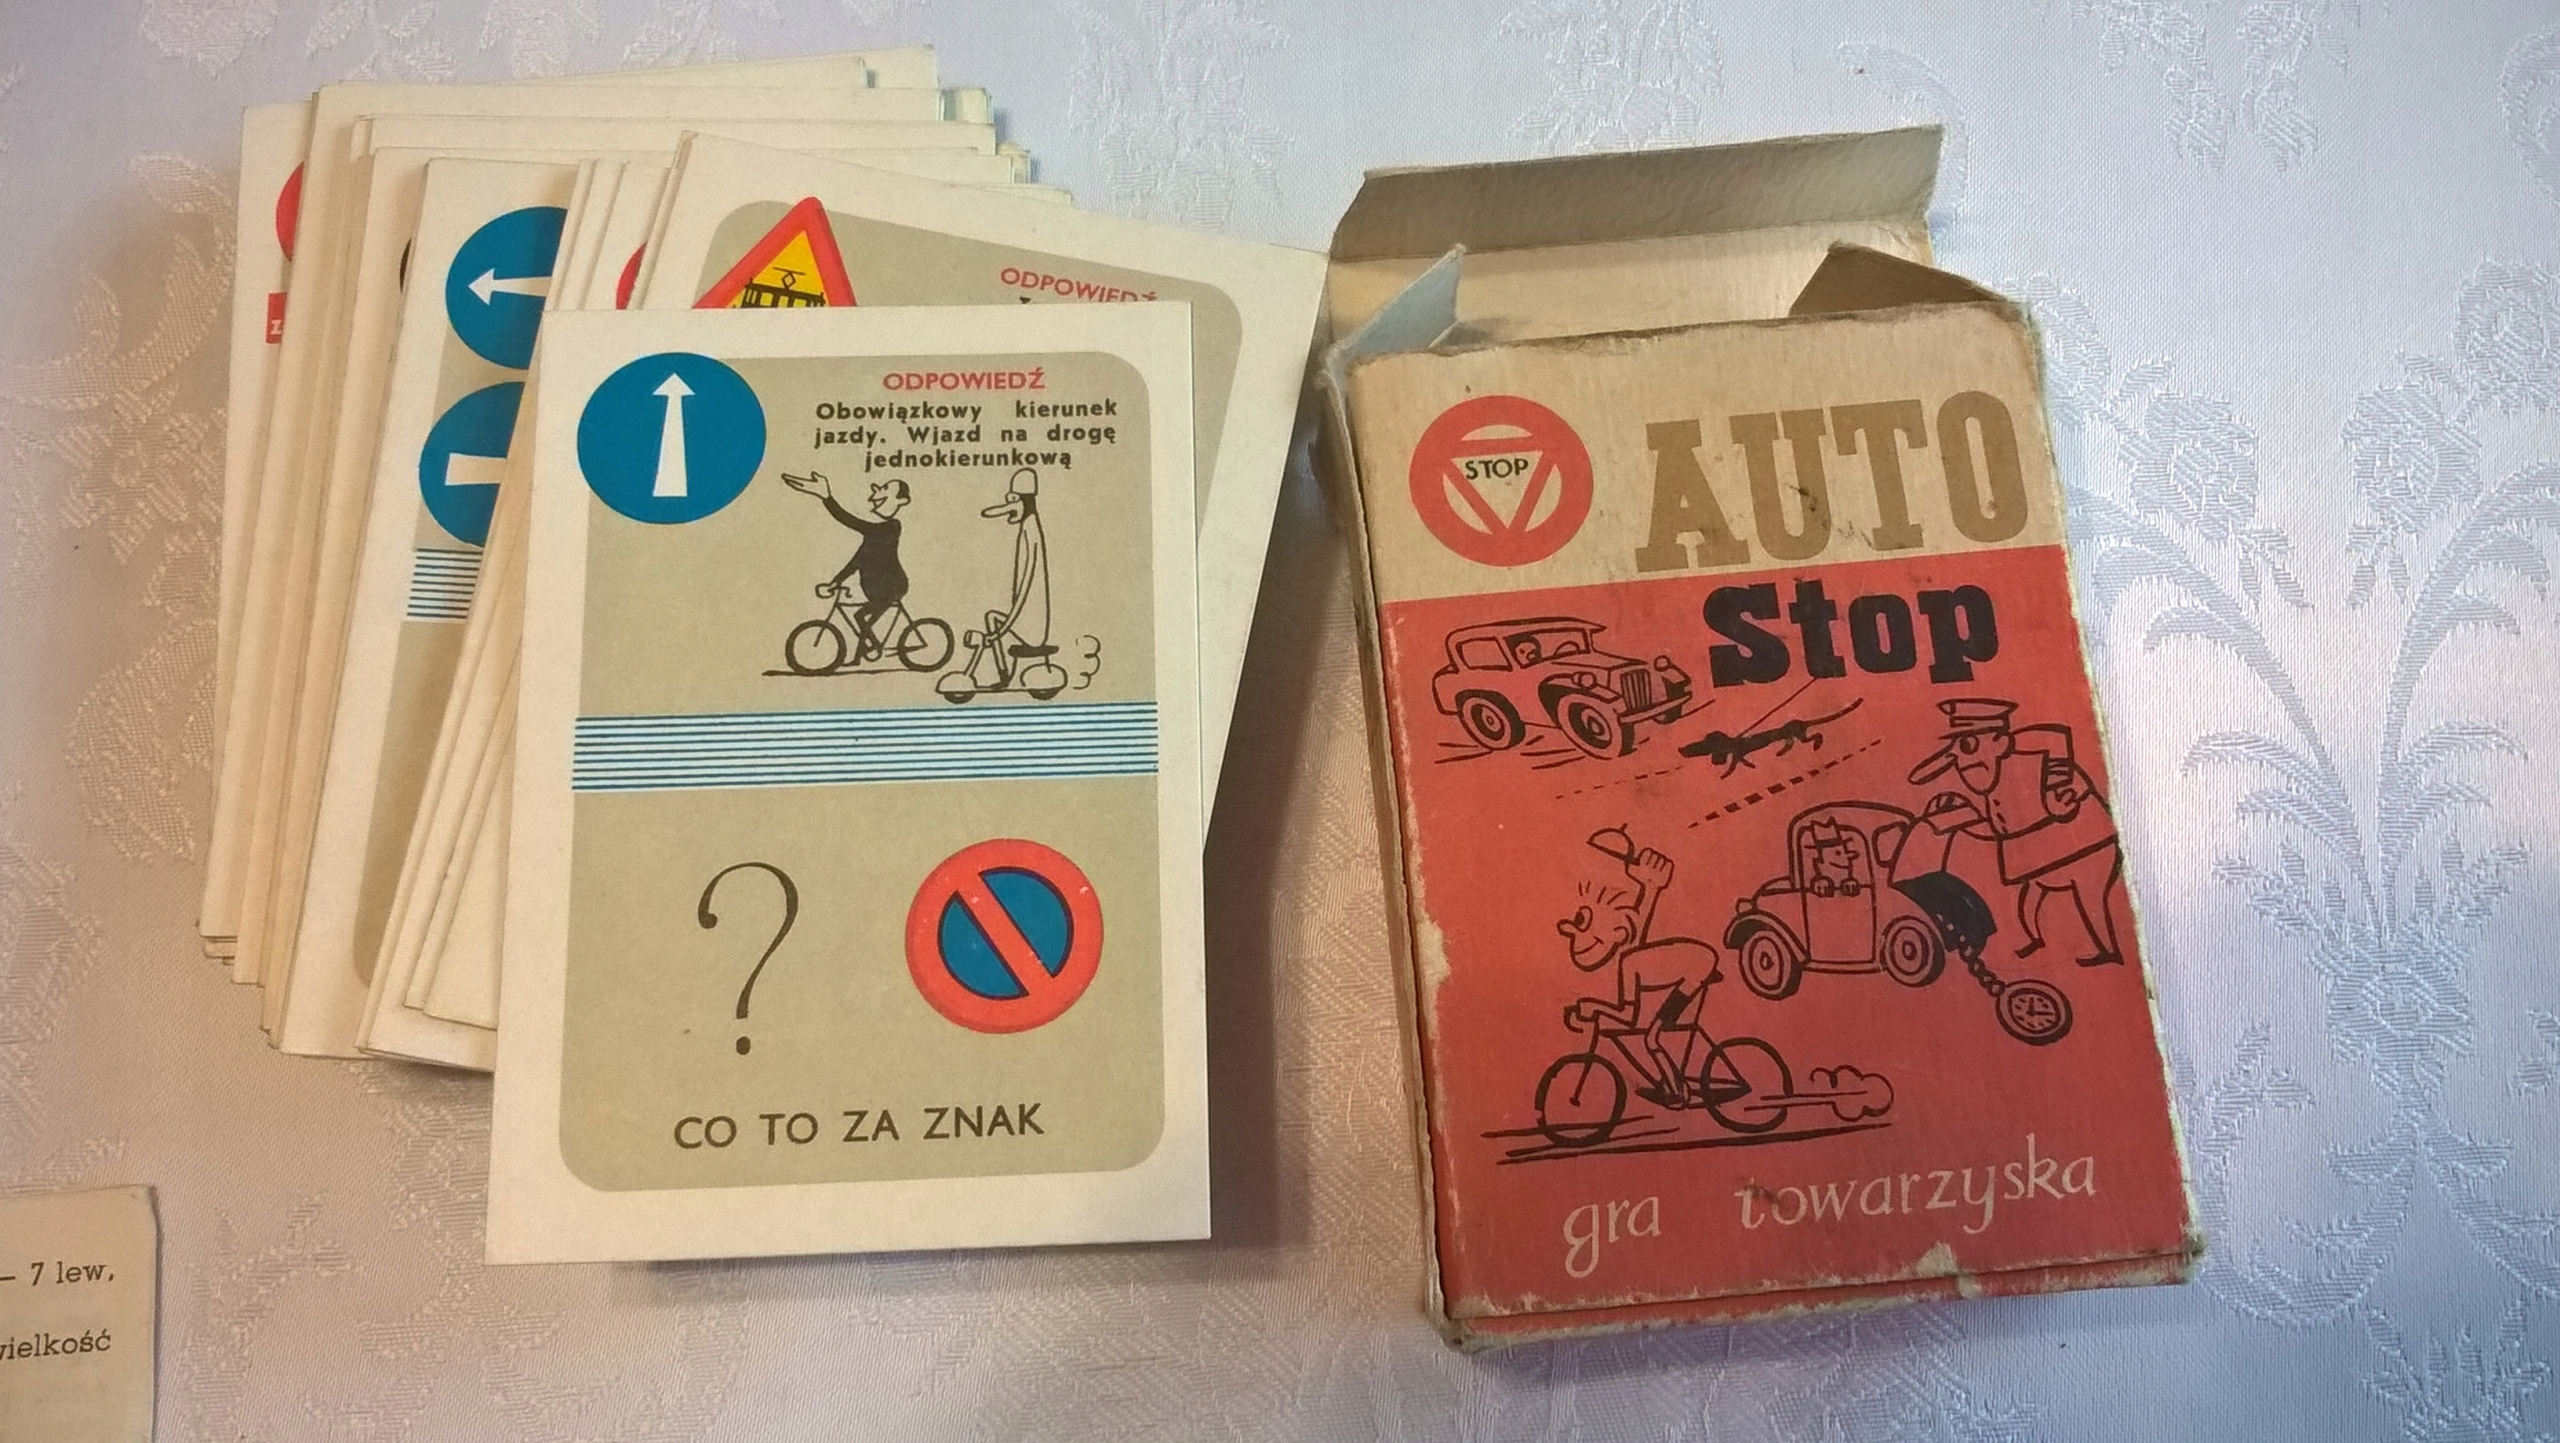 ODPOWIEDŹ
ODPOWIEDŹ
Obowiązkowy kierunek
jazdy. Wjazd na drogę
jednokierunkową
CO TO ZA ZNAK
?
STOP
AUTO
Stop
gra towarzyska
– 7 lew,
wielkość